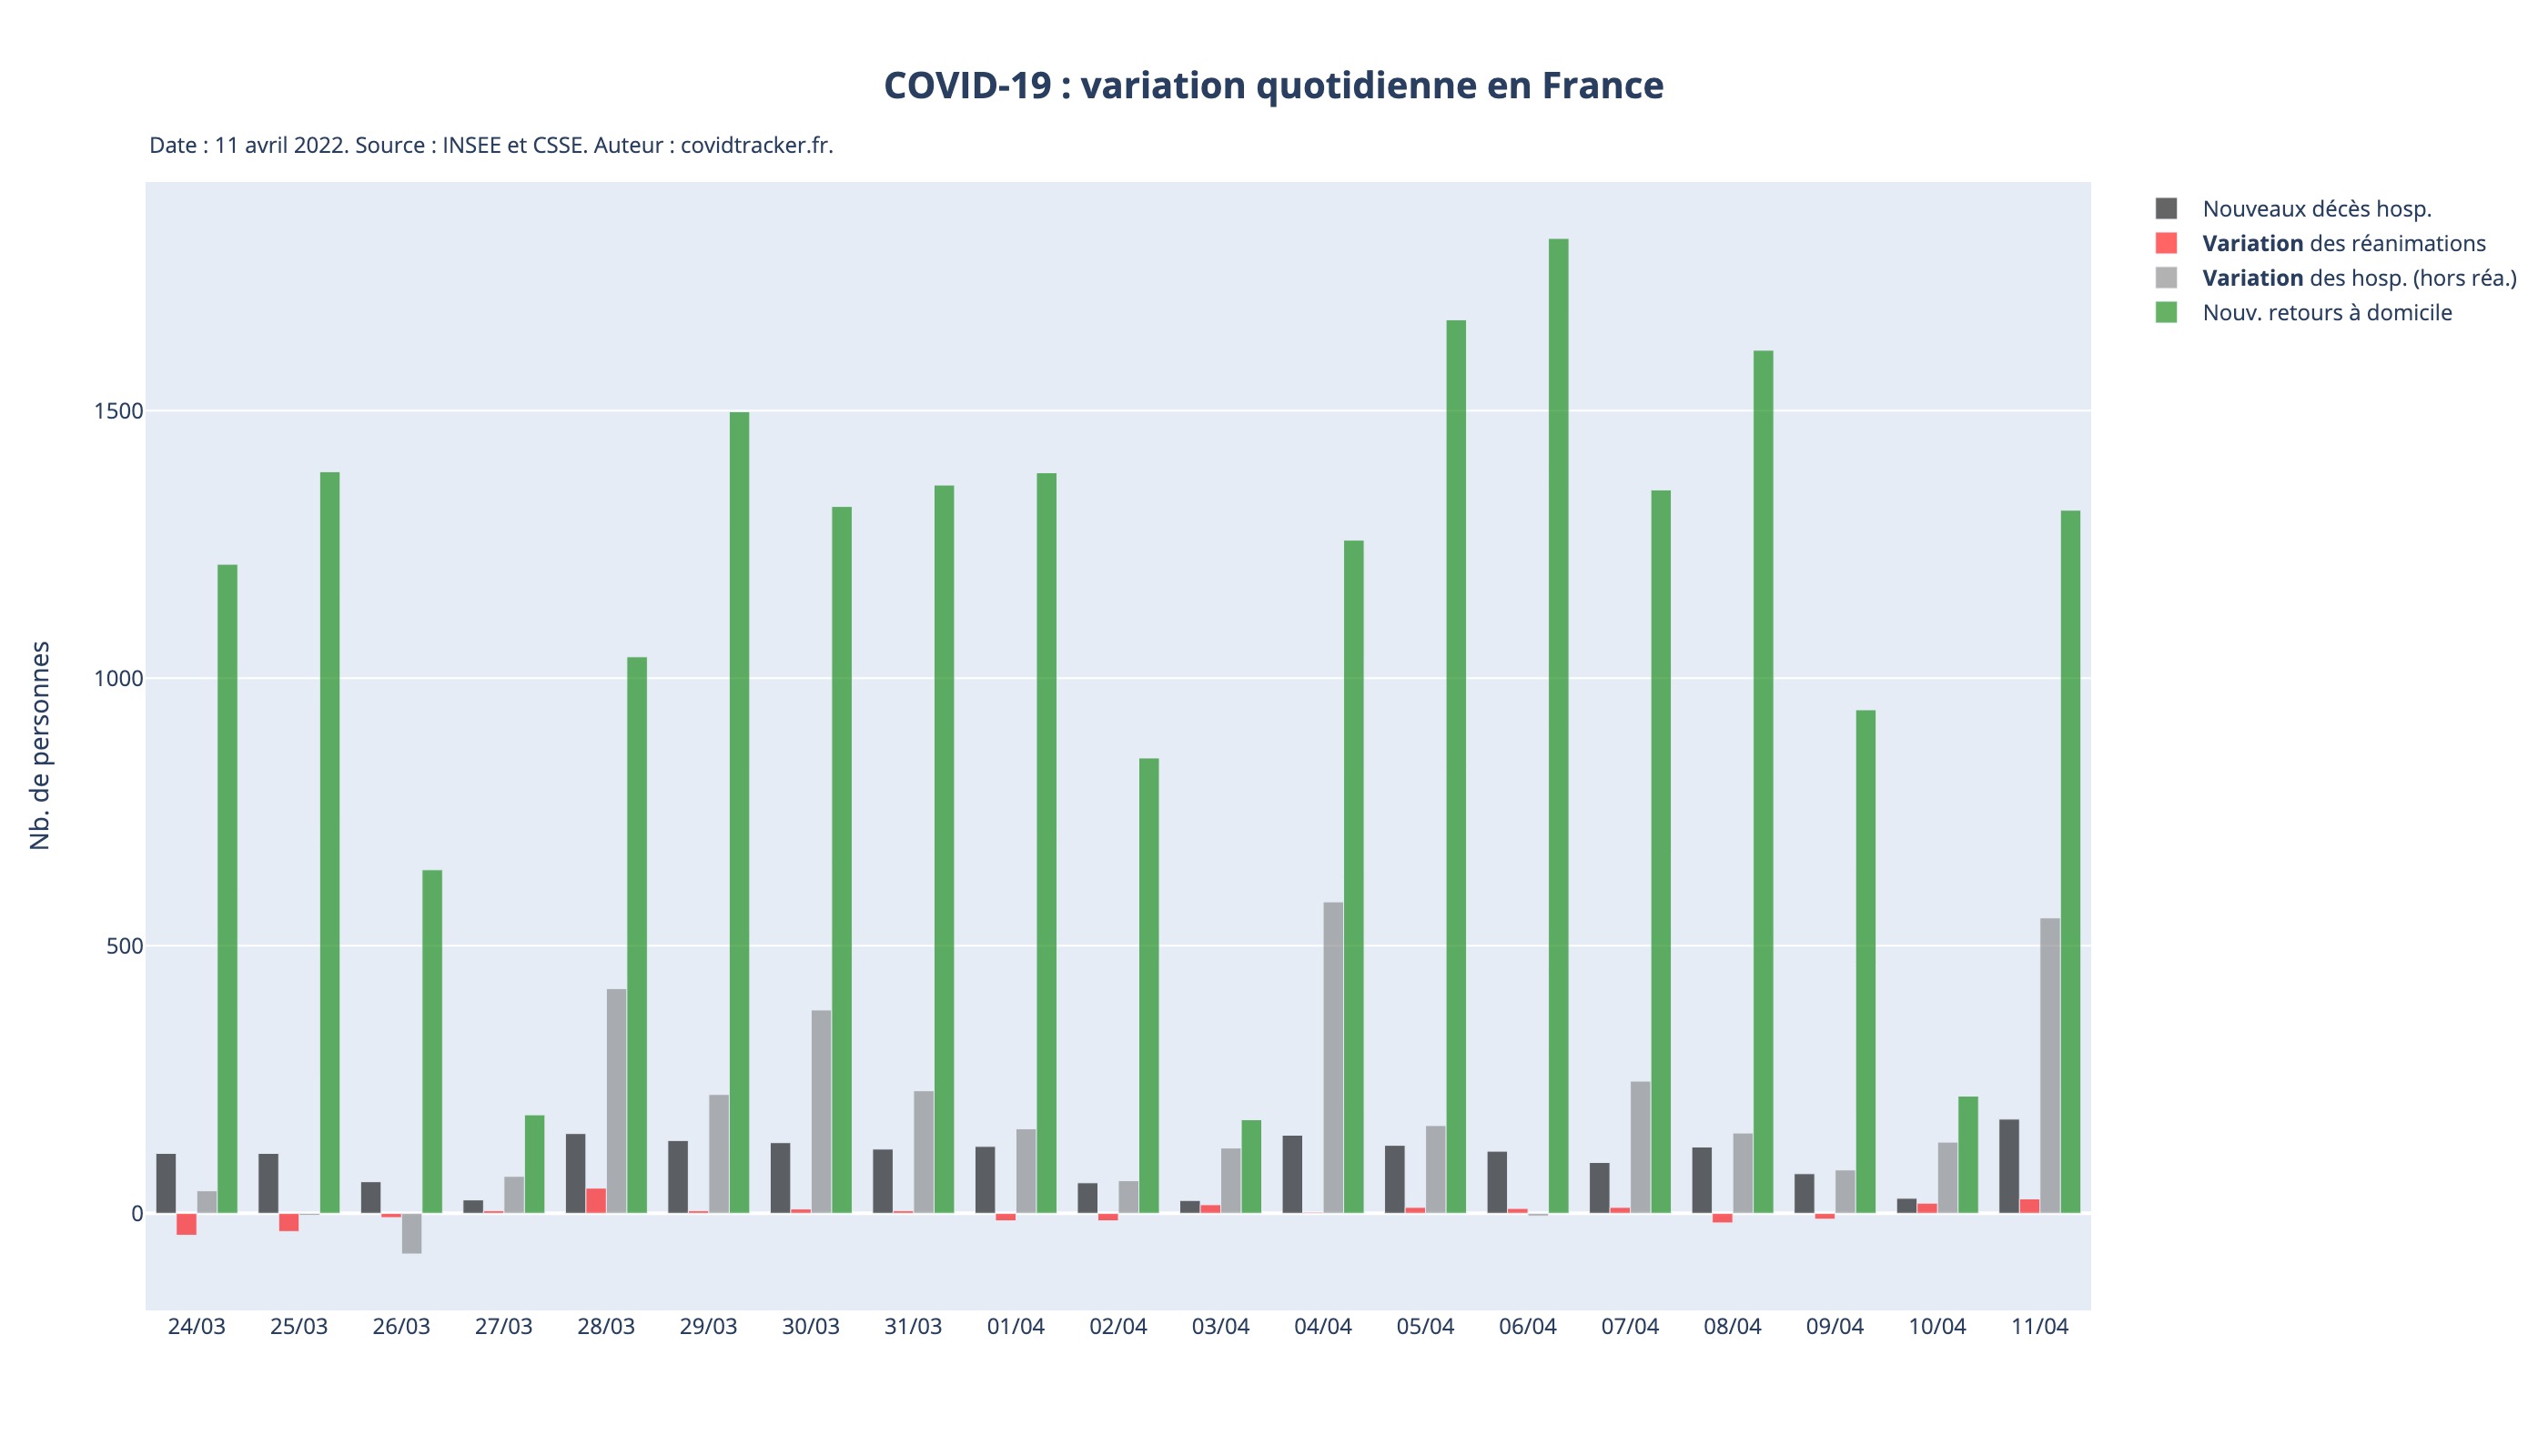 COVID-19 : variation quotidienne en France
Date : 11 avril 2022. Source : INSEE et CSSE. Auteur : covidtracker.fr.
Nouveaux décès hosp.
Variation des réanimations
Variation des hosp. (hors réa.)
Nouv. retours à domicile
Nb. de personnes
1500
1000
500
0
24/03 25/03 26/03 27/03 28/03 29/03 30/03 31/03 01/04 02/04 03/04 04/04 05/04 06/04 07/04 08/04 09/04 10/04 11/04